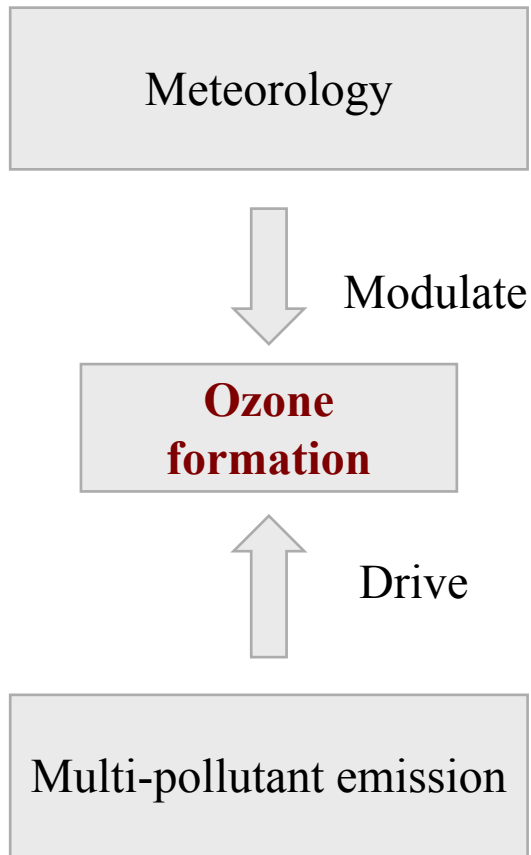 Meteorology
Modulate
Ozone
formation
Drive
Multi-pollutant emission